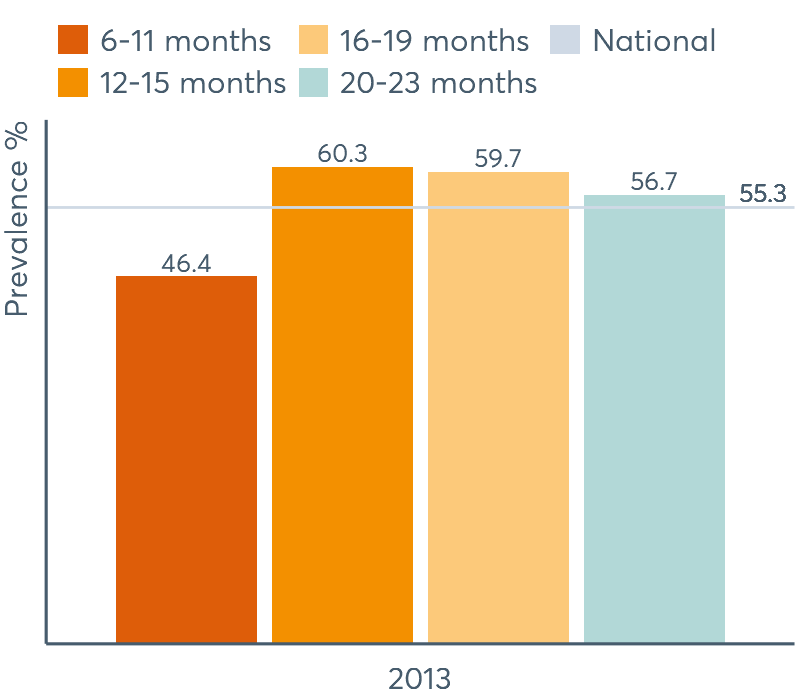 6-11 months 16-19 months National
12-15 months 20-23 months
Prevalence %
60.3
59.7
56.7
55.3
46.4
2013